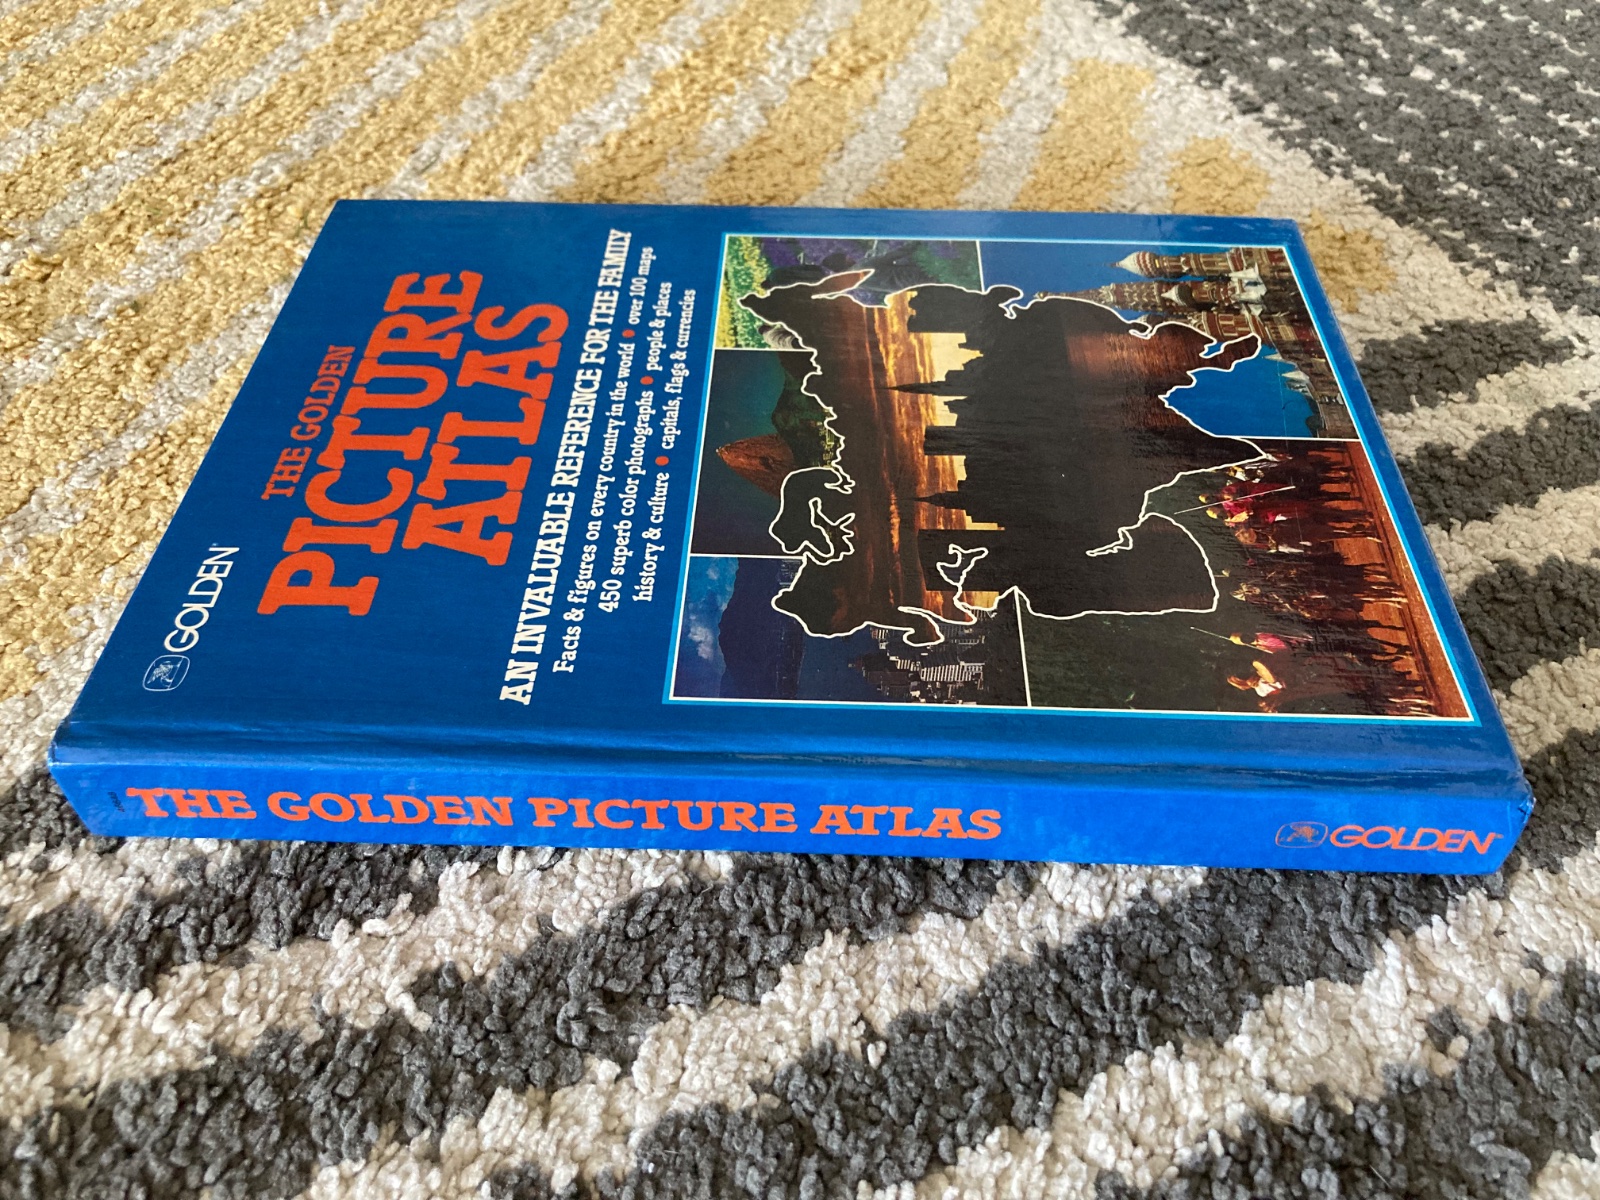 GOLDEN
THE GOLDEN
PICTURE
ATLAS
AN INVALUABLE REFERENCE FOR THE FAMILY
Facts & figures on every country in the world • over 100 maps
450 superb color photographs • people & places
history & culture • capitals, flags & currencies
THE GOLDEN PICTURE ATLAS
GOLDEN